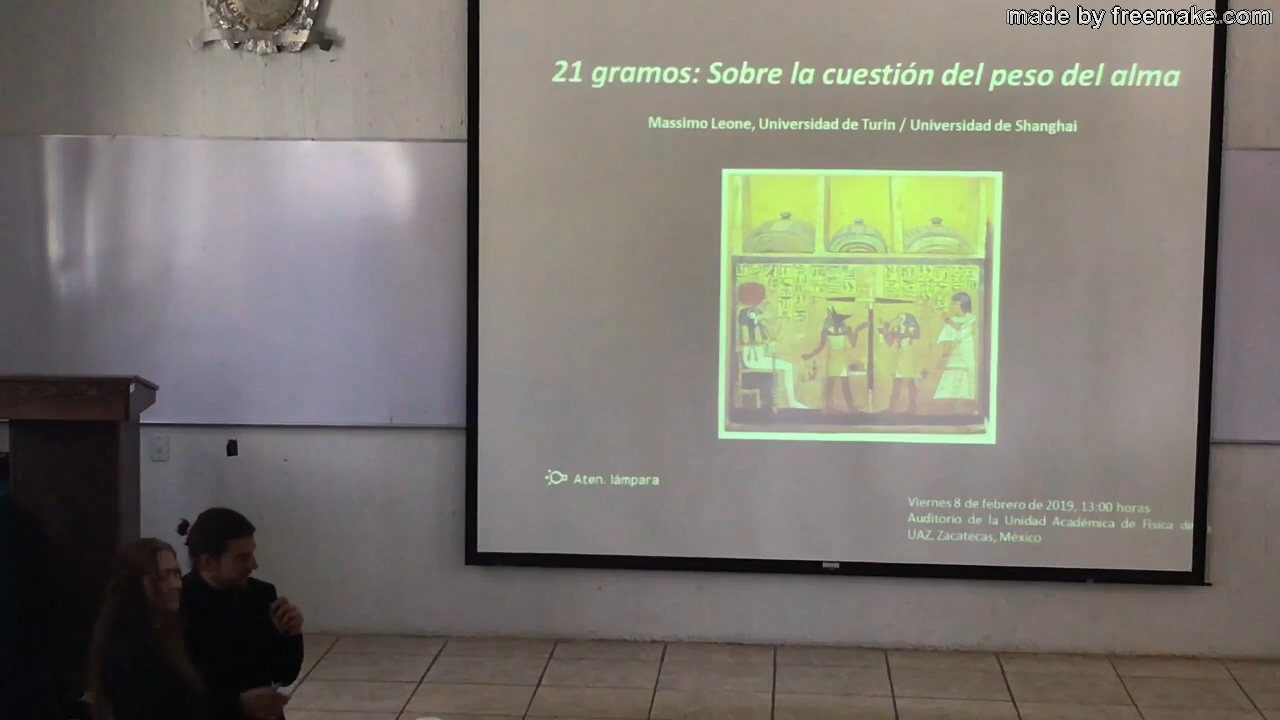 made by freemake.com
21 gramos: Sobre la cuestión del peso del alma
Massimo Leone, Universidad de Turin / Universidad de Shanghai
Aten. lámpara
Viernes 8 de febrero de 2019, 13:00 horas
Auditorio de la Unidad Académica de Física de
UAZ, Zacatecas, México